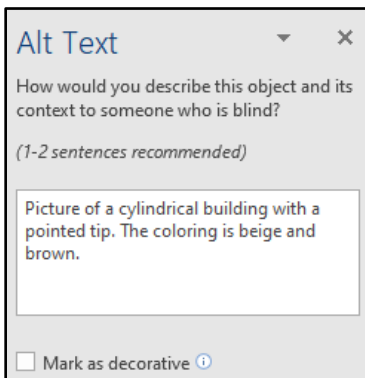 Alt Text
How would you describe this object and its
context to someone who is blind?
(1-2 sentences recommended)
Picture of a cylindrical building with a
pointed tip. The coloring is beige and
brown.
Mark as decorative